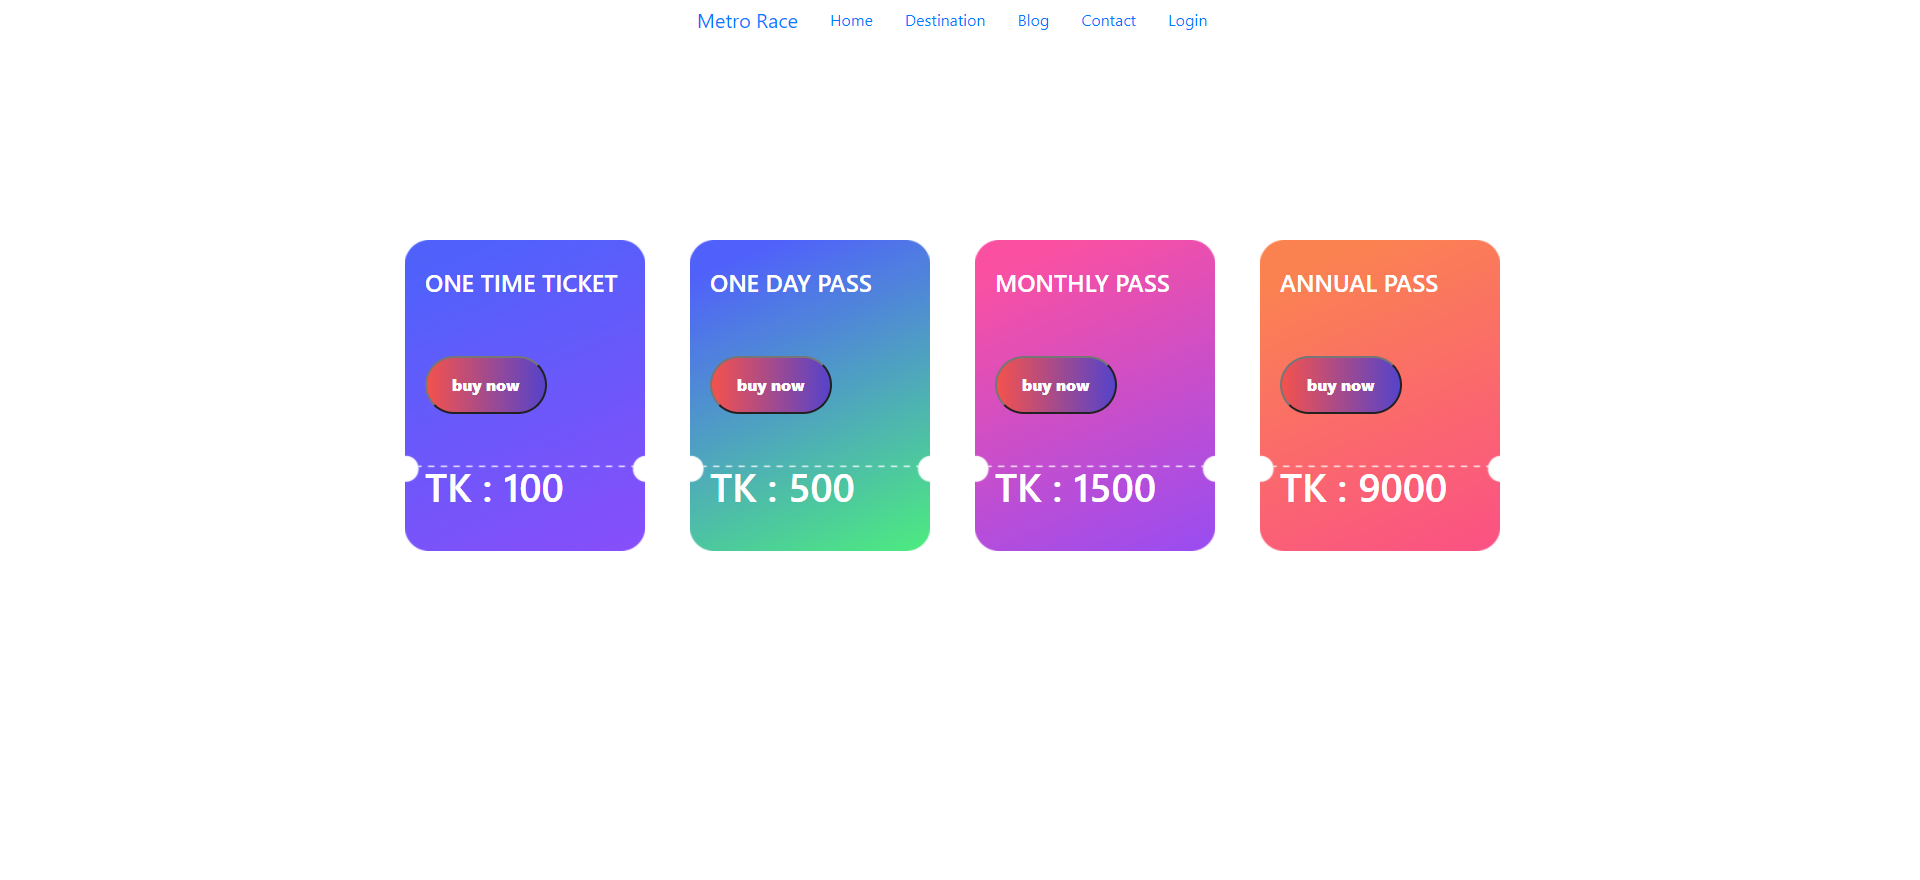 Metro Race Home Destination Blog Contact Login
ONE TIME TICKET
buy now
TK : 100
ONE DAY PASS
buy now
TK : 500
MONTHLY PASS
buy now
TK : 1500
ANNUAL PASS
buy now
TK : 9000